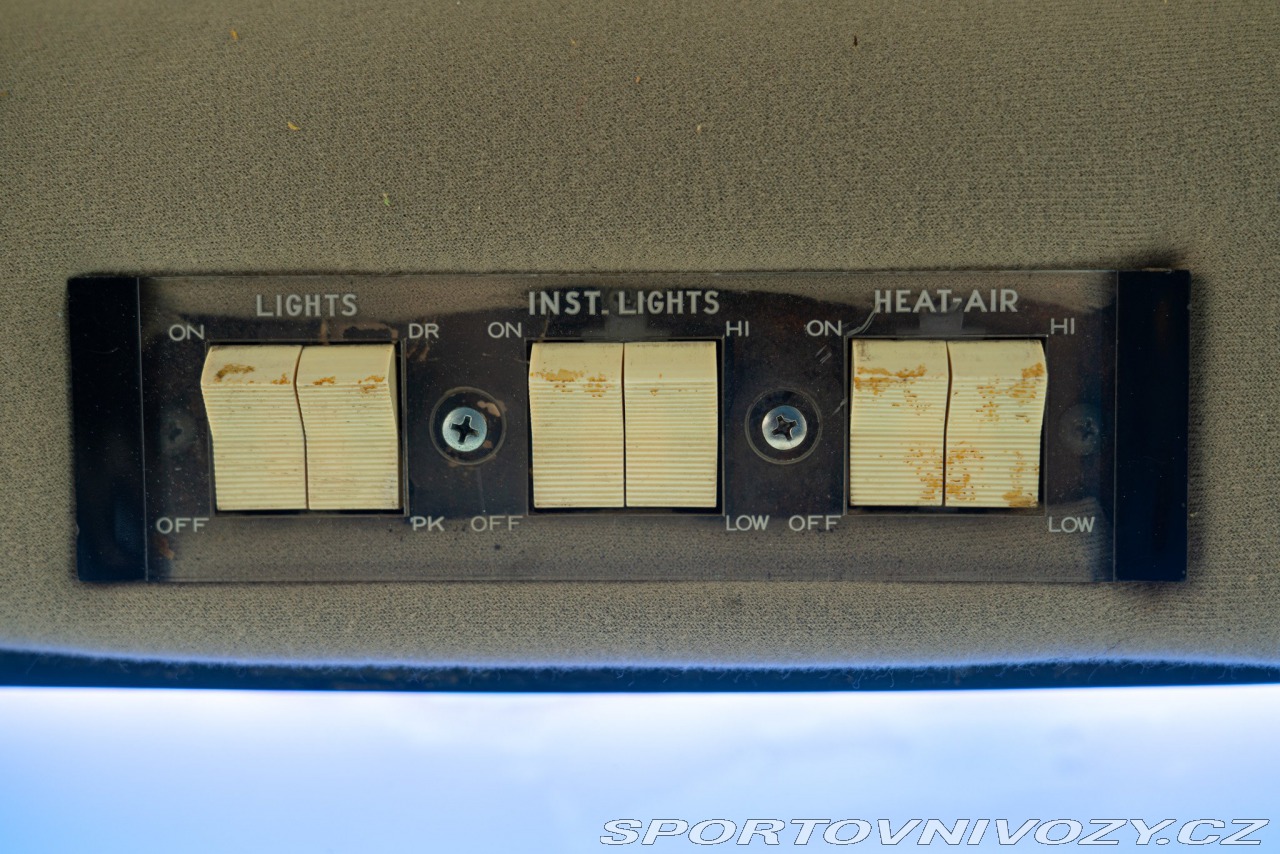 LIGHTS INST. LIGHTS HEAT-AIR
ON DR ON HI ON HI
OFF PK OFF LOW OFF LOW
SPORTOVNIVOZY.CZ